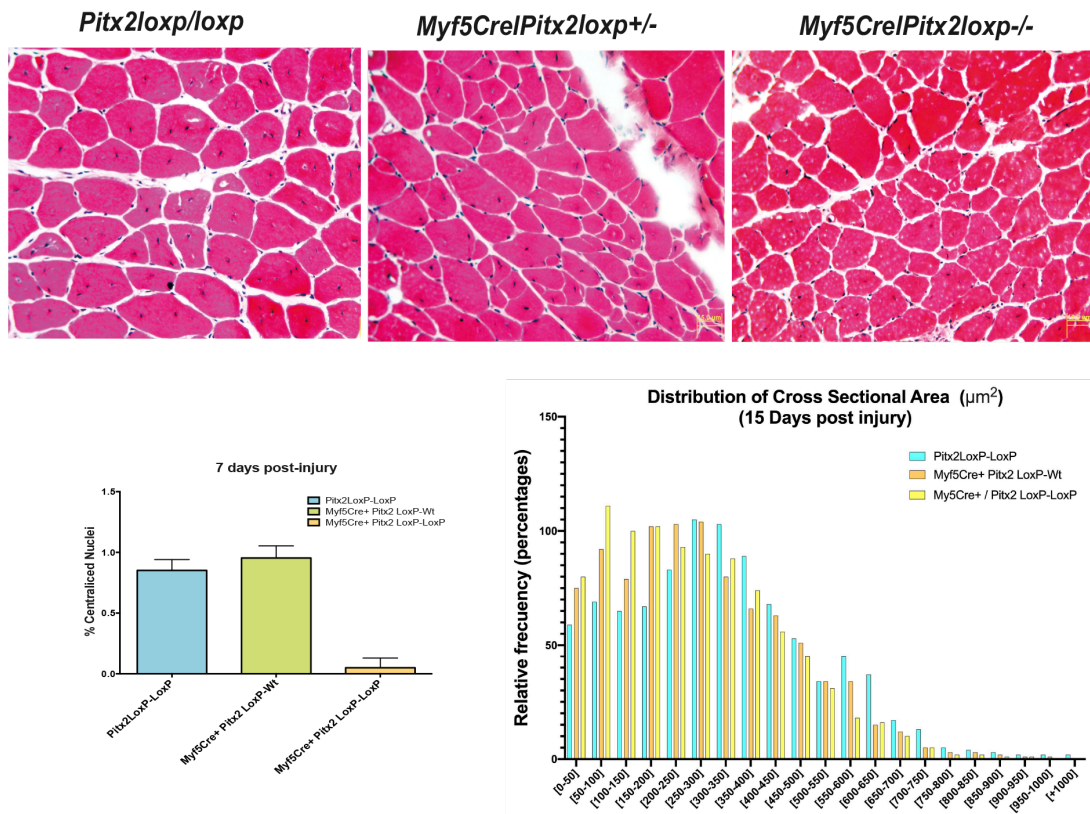 Pitx2loxp/loxp
Myf5Cre|Pitx2loxp+/-
Myf5Cre|Pitx2loxp-/-
7 days post-injury
% Centraliced Nuclei
1.5
1.0
0.5
0.0
Pitx2LoxP-LoxP
Myf5Cre+ Pitx2 LoxP-Wt
Myf5Cre+ Pitx2 LoxP-LoxP
Pitx2LoxP-LoxP
Myf5Cre+ Pitx2 LoxP-Wt
Myf5Cre+ Pitx2 LoxP-LoxP
Distribution of Cross Sectional Area (µm²)
(15 Days post injury)
Relative frecuency (percentages)
150
100
50
0
Pitx2LoxP-LoxP
Myf5Cre+ Pitx2 LoxP-Wt
My5Cre+ / Pitx2 LoxP-LoxP
[0-50]
[50-100]
[100-150]
[150-200]
[200-250]
[250-300]
[300-350]
[350-400]
[400-450]
[450-500]
[500-550]
[550-600]
[600-650]
[650-700]
[700-750]
[750-800]
[800-850]
[850-900]
[900-950]
[950-1000]
[+1000]